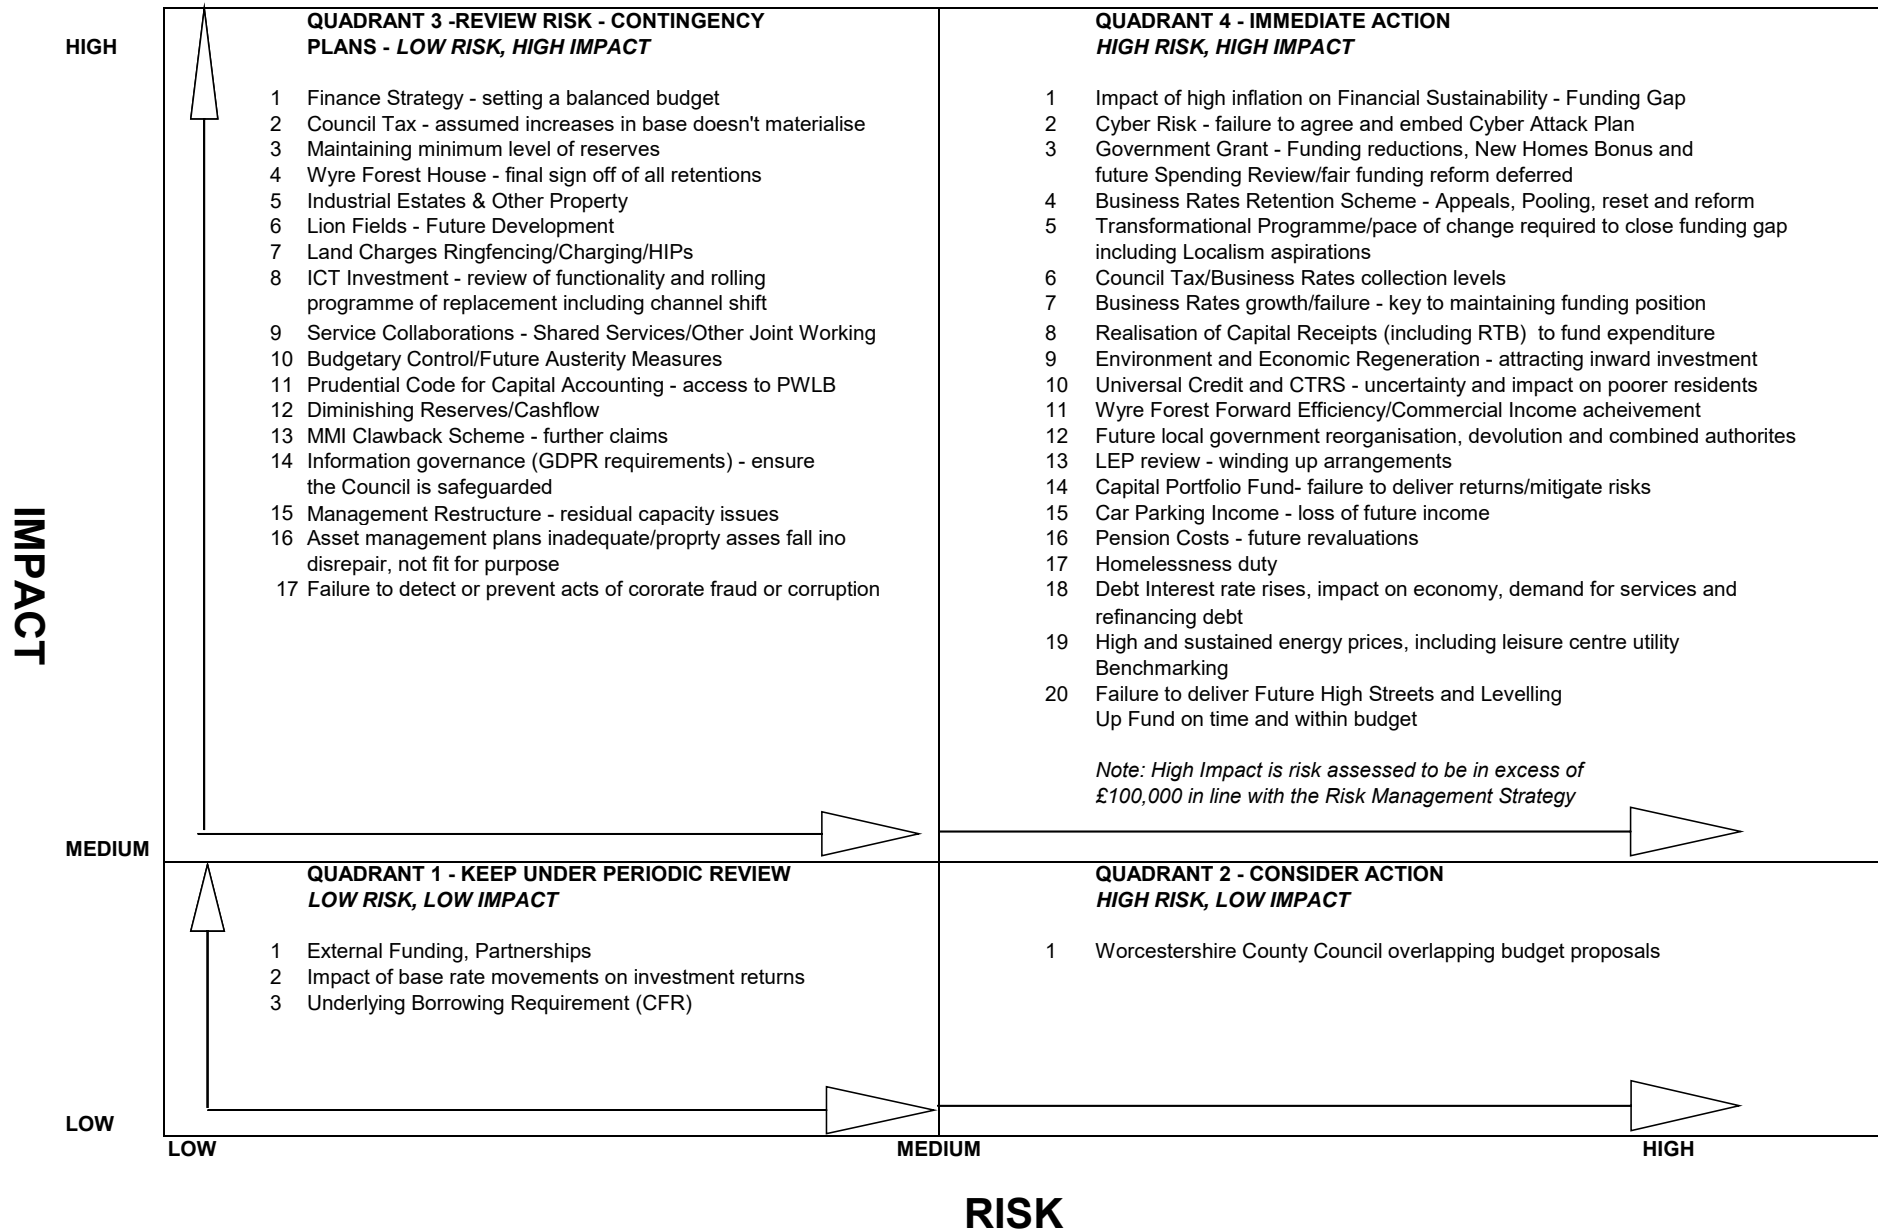 HIGH
QUADRANT 3 -REVIEW RISK - CONTINGENCY
PLANS - LOW RISK, HIGH IMPACT
1 Finance Strategy - setting a balanced budget
2 Council Tax - assumed increases in base doesn't materialise
3 Maintaining minimum level of reserves
4 Wyre Forest House - final sign off of all retentions
5 Industrial Estates & Other Property
6 Lion Fields - Future Development
7 Land Charges Ringfencing/Charging/HIPs
8 ICT Investment - review of functionality and rolling
programme of replacement including channel shift
9 Service Collaborations - Shared Services/Other Joint Working
10 Budgetary Control/Future Austerity Measures
11 Prudential Code for Capital Accounting - access to PWLB
12 Diminishing Reserves/Cashflow
13 MMI Clawback Scheme - further claims
14 Information governance (GDPR requirements) - ensure
the Council is safeguarded
15 Management Restructure - residual capacity issues
16 Asset management plans inadequate/proprty asses fall ino
disrepair, not fit for purpose
17 Failure to detect or prevent acts of cororate fraud or corruption
QUADRANT 4 - IMMEDIATE ACTION
HIGH RISK, HIGH IMPACT
1 Impact of high inflation on Financial Sustainability - Funding Gap
2 Cyber Risk - failure to agree and embed Cyber Attack Plan
3 Government Grant - Funding reductions, New Homes Bonus and
future Spending Review/fair funding reform deferred
4 Business Rates Retention Scheme - Appeals, Pooling, reset and reform
5 Transformational Programme/pace of change required to close funding gap
including Localism aspirations
6 Council Tax/Business Rates collection levels
7 Business Rates growth/failure - key to maintaining funding position
8 Realisation of Capital Receipts (including RTB) to fund expenditure
9 Environment and Economic Regeneration - attracting inward investment
10 Universal Credit and CTRS - uncertainty and impact on poorer residents
11 Wyre Forest Forward Efficiency/Commercial Income acheivement
12 Future local government reorganisation, devolution and combined authorites
13 LEP review - winding up arrangements
14 Capital Portfolio Fund- failure to deliver returns/mitigate risks
15 Car Parking Income - loss of future income
16 Pension Costs - future revaluations
17 Homelessness duty
18 Debt Interest rate rises, impact on economy, demand for services and
refinancing debt
19 High and sustained energy prices, including leisure centre utility
Benchmarking
20 Failure to deliver Future High Streets and Levelling
Up Fund on time and within budget
Note: High Impact is risk assessed to be in excess of
£100,000 in line with the Risk Management Strategy
IMPACT
MEDIUM
QUADRANT 1 - KEEP UNDER PERIODIC REVIEW
LOW RISK, LOW IMPACT
1 External Funding, Partnerships
2 Impact of base rate movements on investment returns
3 Underlying Borrowing Requirement (CFR)
QUADRANT 2 - CONSIDER ACTION
HIGH RISK, LOW IMPACT
1 Worcestershire County Council overlapping budget proposals
LOW
LOW
MEDIUM
HIGH
RISK